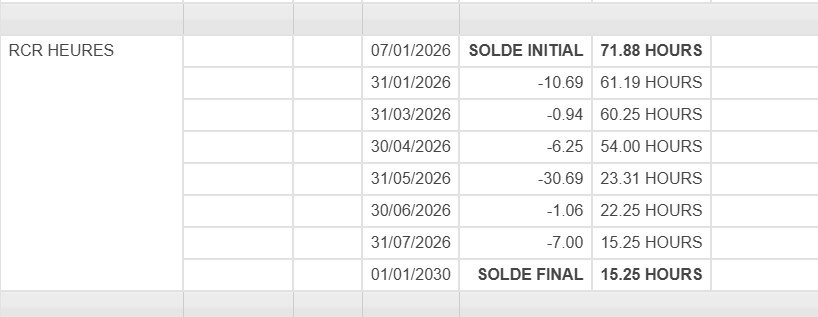 RCR HEURES 07/01/2026 SOLDE INITIAL 71.88 HOURS
31/01/2026 -10.69 61.19 HOURS
31/03/2026 -0.94 60.25 HOURS
30/04/2026 -6.25 54.00 HOURS
31/05/2026 -30.69 23.31 HOURS
30/06/2026 -1.06 22.25 HOURS
31/07/2026 -7.00 15.25 HOURS
01/01/2030 SOLDE FINAL 15.25 HOURS